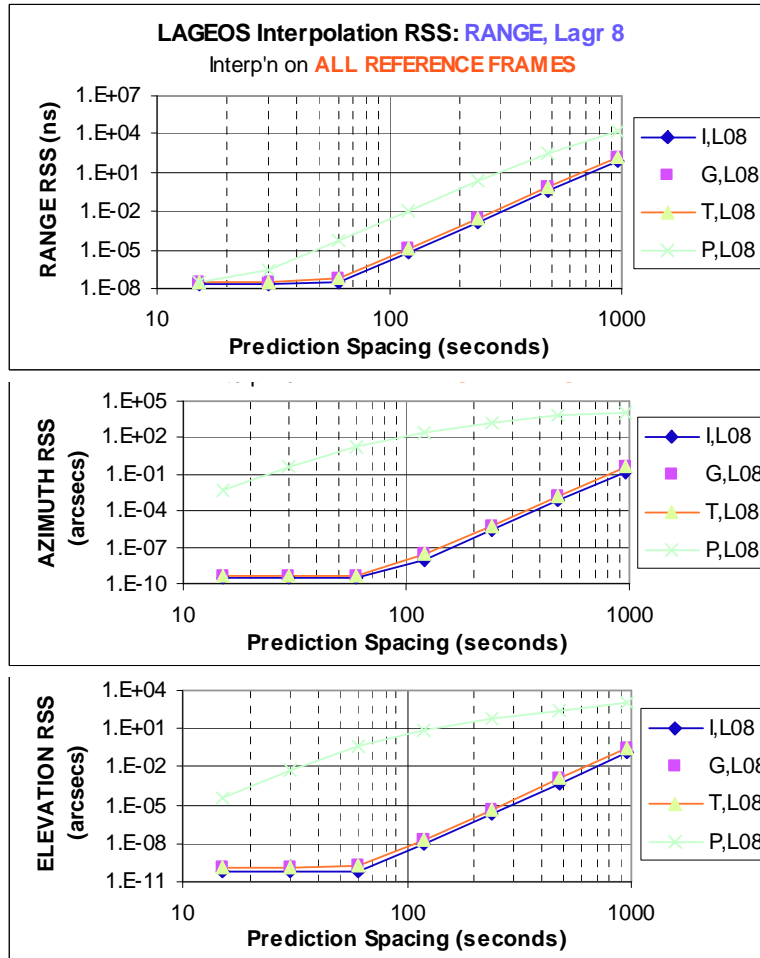 LAGEOS Interpolation RSS: RANGE, Lagr 8
Interp'n on ALL REFERENCE FRAMES
RANGE RSS (ns)
1.E+07
1.E+04
1.E+01
1.E-02
1.E-05
1.E-08
10
100
1000
Prediction Spacing (seconds)
I,L08
G,L08
T,L08
P,L08
AZIMUTH RSS
(arcsecs)
1.E+05
1.E+02
1.E-01
1.E-04
1.E-07
1.E-10
10
100
1000
Prediction Spacing (seconds)
I,L08
G,L08
T,L08
P,L08
ELEVATION RSS
(arcsecs)
1.E+04
1.E+01
1.E-02
1.E-05
1.E-08
1.E-11
10
100
1000
Prediction Spacing (seconds)
I,L08
G,L08
T,L08
P,L08